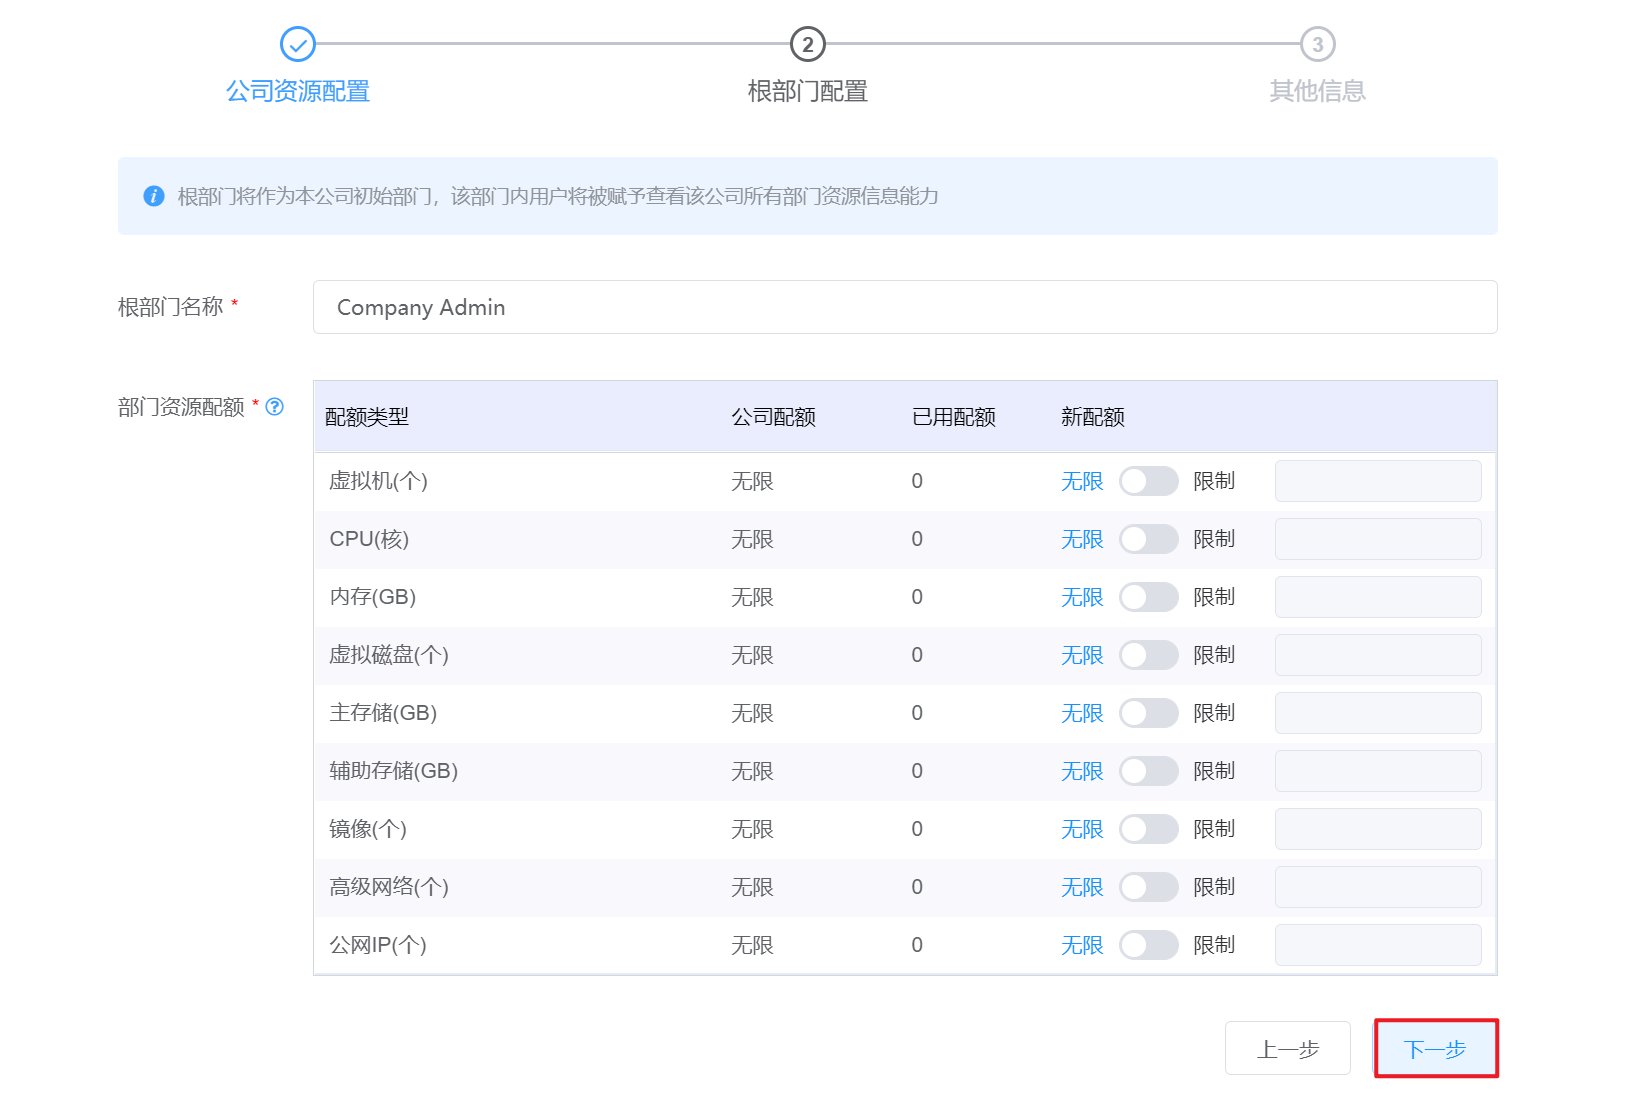 2
3
公司资源配置
根部门配置
其他信息
根部门将作为本公司初始部门，该部门内用户将被赋予查看该公司所有部门资源信息能力
根部门名称 * Company Admin
部门资源配额 *
配额类型 公司配额 已用配额 新配额
虚拟机(个) 无限 0 无限 限制
CPU(核) 无限 0 无限 限制
内存(GB) 无限 0 无限 限制
虚拟磁盘(个) 无限 0 无限 限制
主存储(GB) 无限 0 无限 限制
辅助存储(GB) 无限 0 无限 限制
镜像(个) 无限 0 无限 限制
高级网络(个) 无限 0 无限 限制
公网IP(个) 无限 0 无限 限制
上一步 下一步